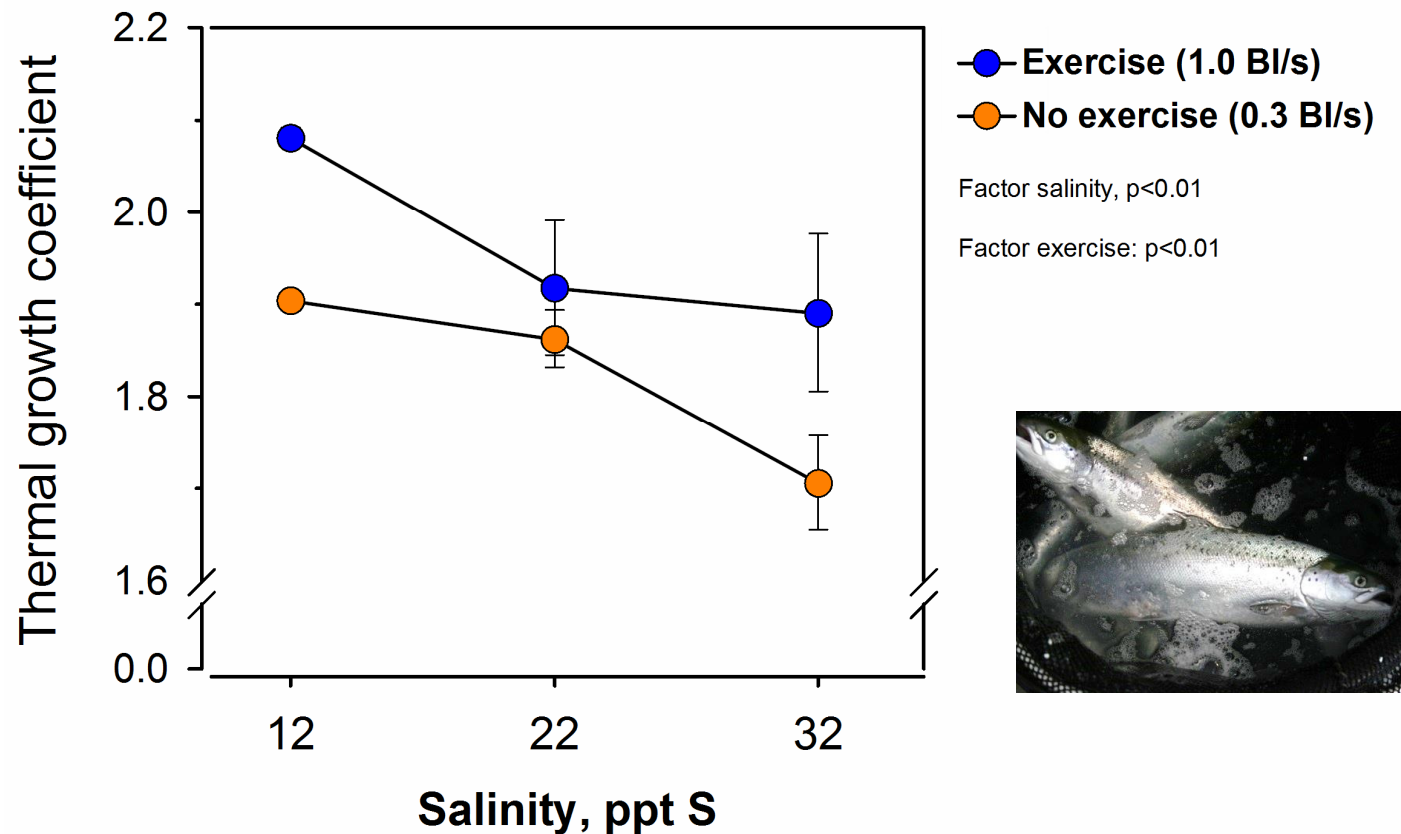 2.2
2.0
1.8
1.6
0.0
Thermal growth coefficient
12 22 32
Salinity, ppt S
Exercise (1.0 Bl/s)
No exercise (0.3 Bl/s)
Factor salinity, p<0.01
Factor exercise: p<0.01